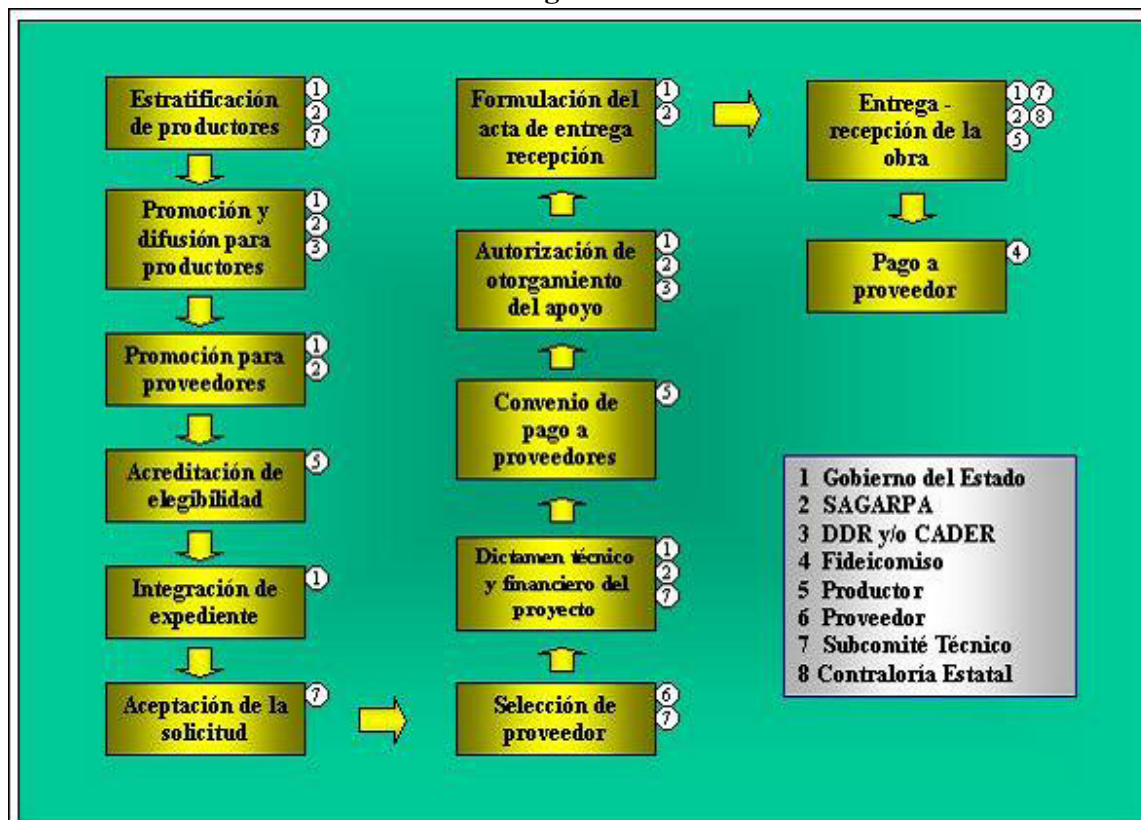 Estratificación
de productores
1
2
7
Promoción y
difusión para
productores
1
2
3
Promoción para
proveedores
1
2
Acreditación de
elegibilidad
5
Integración de
expediente
1
Aceptación de la
solicitud
7
Selección de
proveedor
6
7
Dictamen técnico
y financiero del
proyecto
1
2
7
Convenio de
pago a
proveedores
5
Autorización de
otorgamiento
del apoyo
1
2
3
Formulación del
acta de entrega
recepción
1
2
Entrega -
recepción de la
obra
1 7
2 8
5
Pago a
proveedor
4
1 Gobierno del Estado
2 SAGARPA
3 DDR y/o CADER
4 Fideicomiso
5 Productor
6 Proveedor
7 Subcomité Técnico
8 Contraloría Estatal